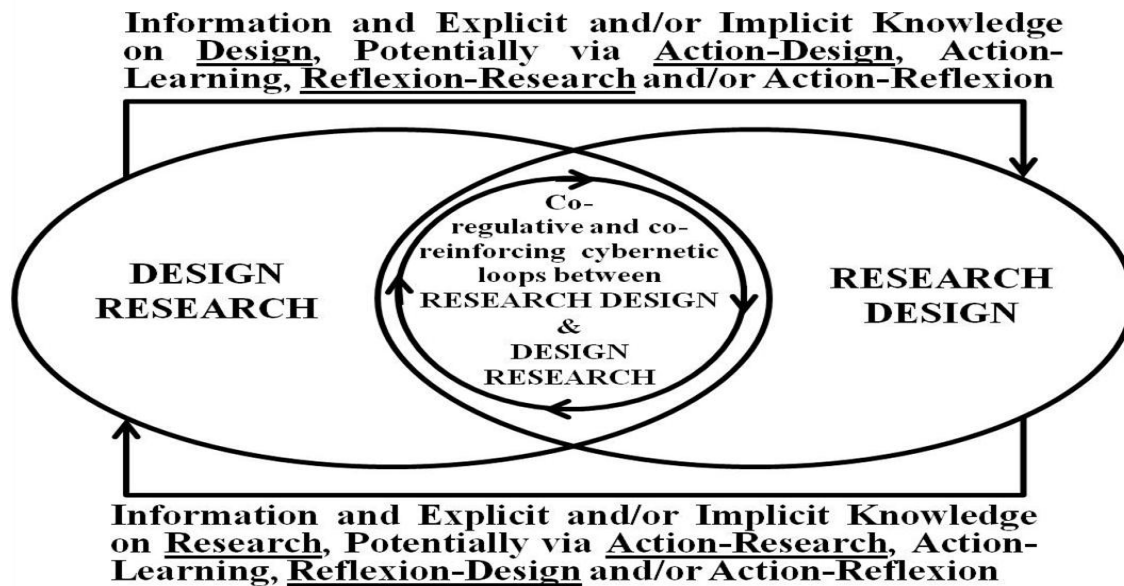 Information and Explicit and/or Implicit Knowledge
on Design, Potentially via Action-Design, Action-
Learning, Reflexion-Research and/or Action-Reflexion
DESIGN
RESEARCH
Co-
regulative and co-
reinforcing cybernetic
loops between
RESEARCH DESIGN
&
DESIGN
RESEARCH
RESEARCH
DESIGN
Information and Explicit and/or Implicit Knowledge
on Research, Potentially via Action-Research, Action-
Learning, Reflexion-Design and/or Action-Reflexion